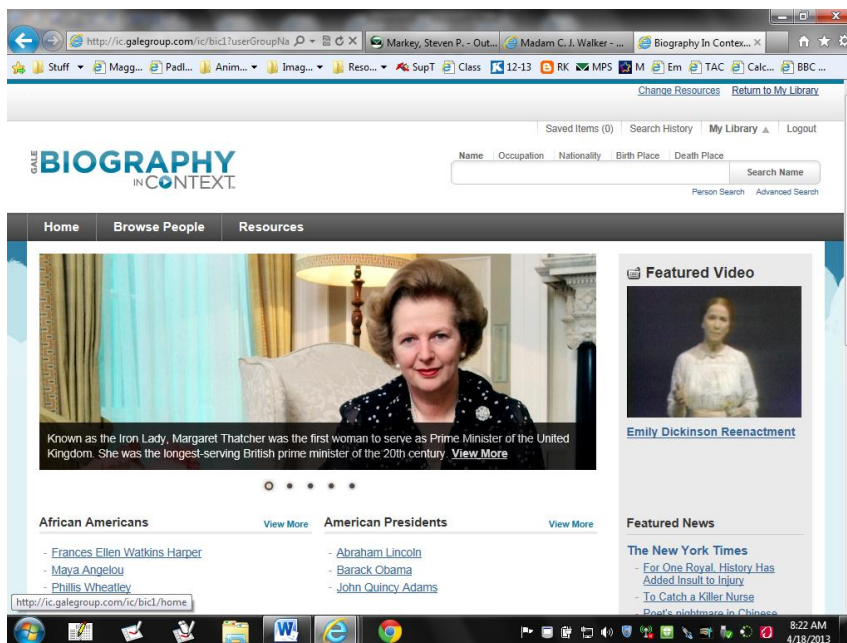 http://ic.galegroup.com/ic/bic1?userGroupNa
Markey, Steven P. - Out...
Madam C. J. Walker - ...
Biography In Contex...
Stuff
Magg...
Padl...
Anim...
Imag...
Reso...
SupT
Class
12-13
RK
MPS
M
Em
TAC
Calc...
BBC ...
Change Resources Return to My Library
Saved Items (0) Search History My Library Logout
GALE
BIOGRAPHY
IN CONTEXT
Name Occupation Nationality Birth Place Death Place
Search Name
Person Search Advanced Search
Home Browse People Resources
Known as the Iron Lady, Margaret Thatcher was the first woman to serve as Prime Minister of the United
Kingdom. She was the longest-serving British prime minister of the 20th century. View More
Featured Video
Emily Dickinson Reenactment
African Americans View More
- Frances Ellen Watkins Harper
- Maya Angelou
- Phillis Wheatley
American Presidents View More
- Abraham Lincoln
- Barack Obama
- John Quincy Adams
Featured News
The New York Times
- For One Royal, History Has
Added Insult to Injury
- To Catch a Killer Nurse
- Poet's nightmare in Chinese
http://ic.galegroup.com/ic/bic1/home
8:22 AM
4/18/2013